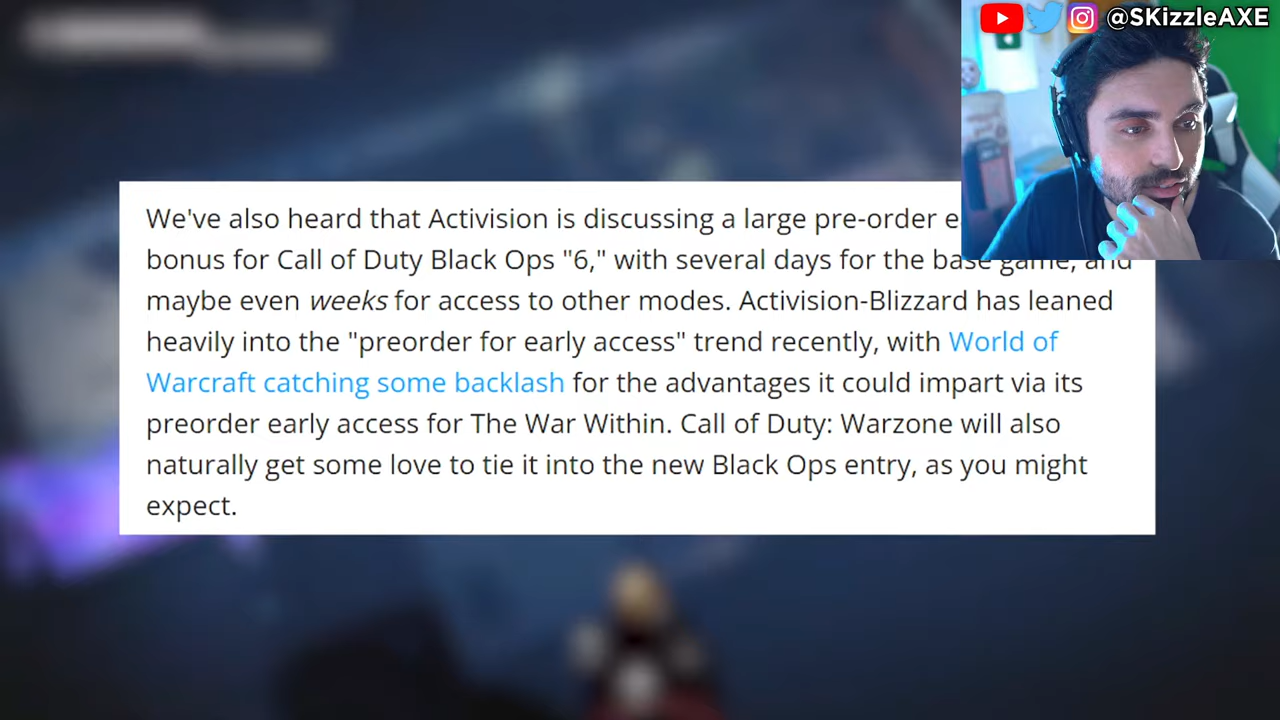 @SKizzleAXE
We've also heard that Activision is discussing a large pre-order
bonus for Call of Duty Black Ops "6," with several days for the base game, and
maybe even weeks for access to other modes. Activision-Blizzard has leaned
heavily into the "preorder for early access" trend recently, with World of
Warcraft catching some backlash for the advantages it could impart via its
preorder early access for The War Within. Call of Duty: Warzone will also
naturally get some love to tie it into the new Black Ops entry, as you might
expect.